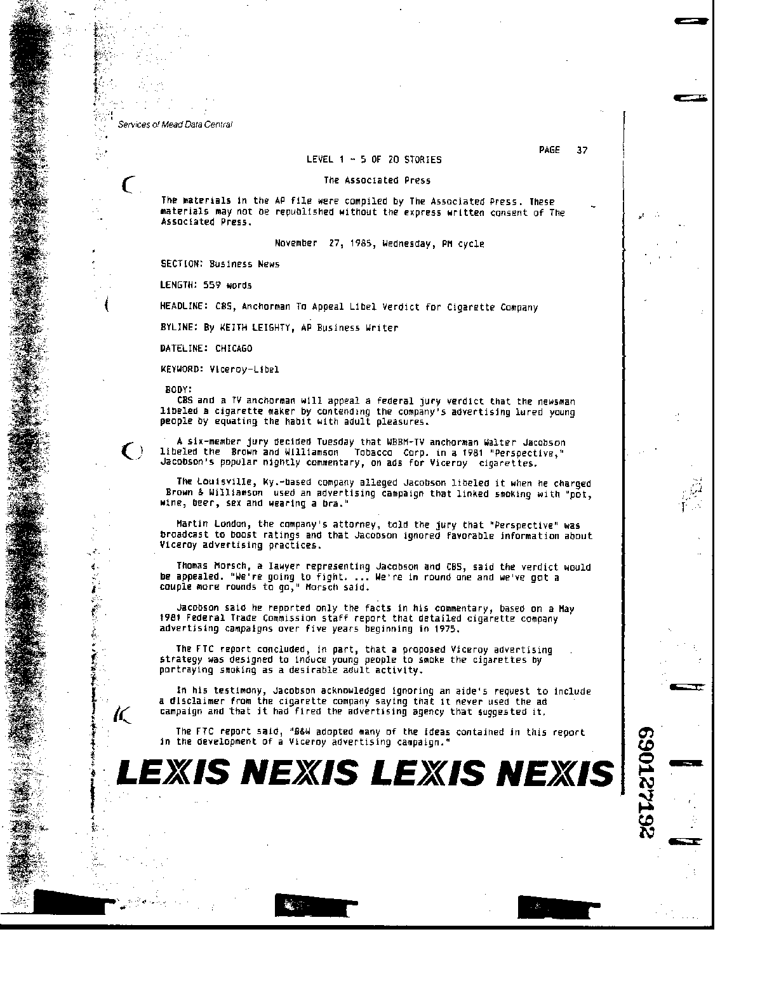 Services of Mead Data Central
PAGE 37
LEVEL 1 - 5 OF 20 STORIES
The Associated Press
The materials in the AP file were compiled by The Associated Press. These
materials may not be republished without the express written consent of The
Associated Press.
November 27, 1985, Wednesday, PM cycle
SECTION: Business News
LENGTH: 559 words
HEADLINE: CBS, Anchorman To Appeal Libel Verdict for Cigarette Company
BYLINE: By KEITH LEIGHTY, AP Business Writer
DATELINE: CHICAGO
KEYWORD: Viceroy-Libel
BODY:
CBS and a TV anchorman will appeal a federal jury verdict that the newsman
libeled a cigarette maker by contending the company's advertising lured young
people by equating the habit with adult pleasures.
A six-member jury decided Tuesday that WBBM-TV anchorman Walter Jacobson
libeled the Brown and Williamson Tobacco Corp. in a 1981 "Perspective,"
Jacobson's popular nightly commentary, on ads for Viceroy cigarettes.
The Louisville, Ky.-based company alleged Jacobson libeled it when he charged
Brown & Williamson used an advertising campaign that linked smoking with "pot,
wine, beer, sex and wearing a bra."
Martin London, the company's attorney, told the jury that "Perspective" was
broadcast to boost ratings and that Jacobson ignored favorable information about
Viceroy advertising practices.
Thomas Morsch, a lawyer representing Jacobson and CBS, said the verdict would
be appealed. "We're going to fight. ... We're in round one and we've got a
couple more rounds to go," Morsch said.
Jacobson said he reported only the facts in his commentary, based on a May
1981 Federal Trade Commission staff report that detailed cigarette company
advertising campaigns over five years beginning in 1975.
The FTC report concluded, in part, that a proposed Viceroy advertising
strategy was designed to induce young people to smoke the cigarettes by
portraying smoking as a desirable adult activity.
In his testimony, Jacobson acknowledged ignoring an aide's request to include
a disclaimer from the cigarette company saying that it never used the ad
campaign and that it had fired the advertising agency that suggested it.
The FTC report said, "B&W adopted many of the ideas contained in this report
in the development of a Viceroy advertising campaign."
LEXIS NEXIS LEXIS NEXIS
690127192